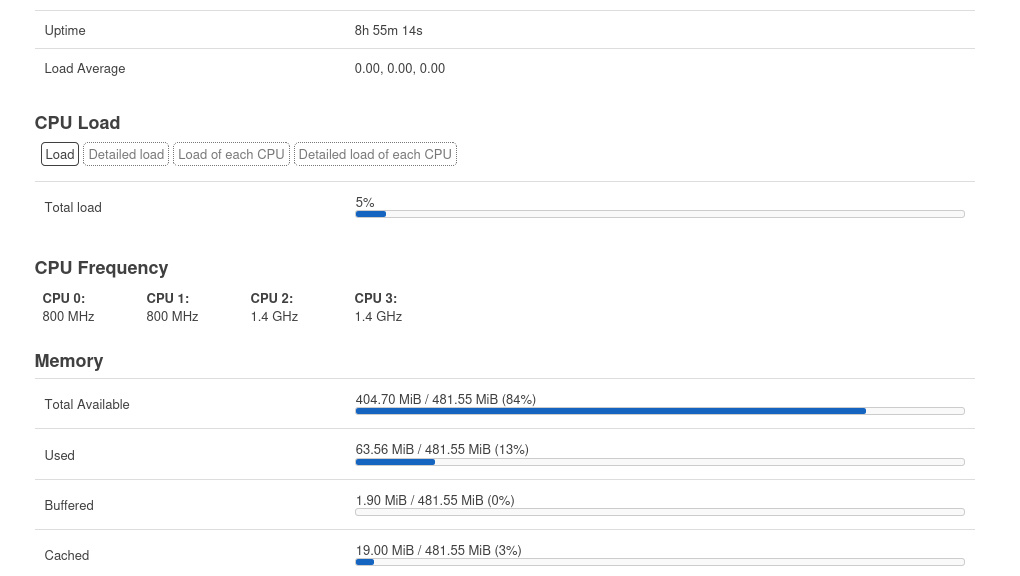 Uptime 8h 55m 14s
Load Average 0.00, 0.00, 0.00
CPU Load
Load Detailed load Load of each CPU Detailed load of each CPU
Total load 5%
CPU Frequency
CPU 0: CPU 1: CPU 2: CPU 3:
800 MHz 800 MHz 1.4 GHz 1.4 GHz
Memory
Total Available 404.70 MiB / 481.55 MiB (84%)
Used 63.56 MiB / 481.55 MiB (13%)
Buffered 1.90 MiB / 481.55 MiB (0%)
Cached 19.00 MiB / 481.55 MiB (3%)